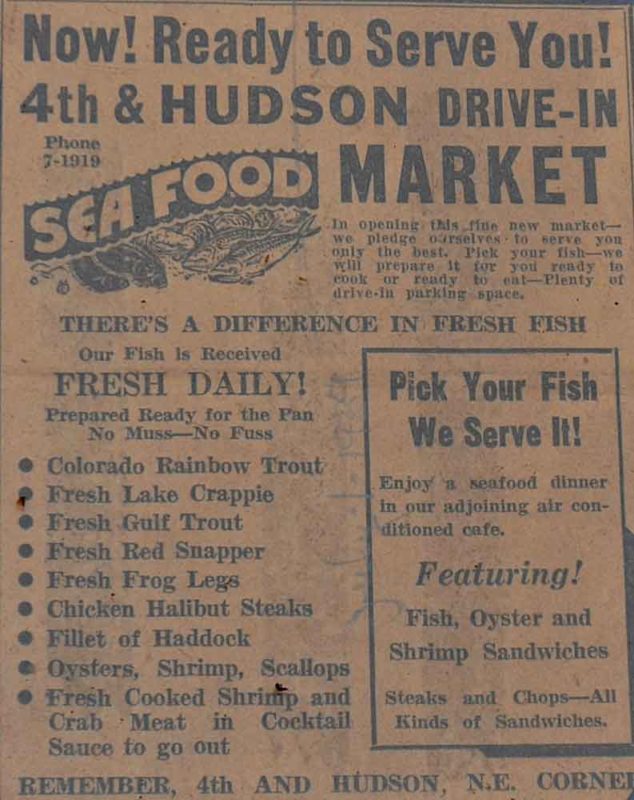 Now! Ready to Serve You!
4th & HUDSON DRIVE-IN
Phone
7-1919
SEA FOOD
MARKET
In opening this fine new market—
we pledge ourselves to serve you
only the best. Pick your fish—we
will prepare it for you ready to
cook or ready to eat—Plenty of
drive-in parking space.
THERE'S A DIFFERENCE IN FRESH FISH
Our Fish is Received
FRESH DAILY!
Prepared Ready for the Pan
No Muss—No Fuss
● Colorado Rainbow Trout
● Fresh Lake Crappie
● Fresh Gulf Trout
● Fresh Red Snapper
● Fresh Frog Legs
● Chicken Halibut Steaks
● Fillet of Haddock
● Oysters, Shrimp, Scallops
● Fresh Cooked Shrimp and
Crab Meat in Cocktail
Sauce to go out
Pick Your Fish
We Serve It!
Enjoy a seafood dinner
in our adjoining air con-
ditioned cafe.
Featuring!
Fish, Oyster and
Shrimp Sandwiches
Steaks and Chops—All
Kinds of Sandwiches.
REMEMBER, 4th AND HUDSON, N.E. CORNER